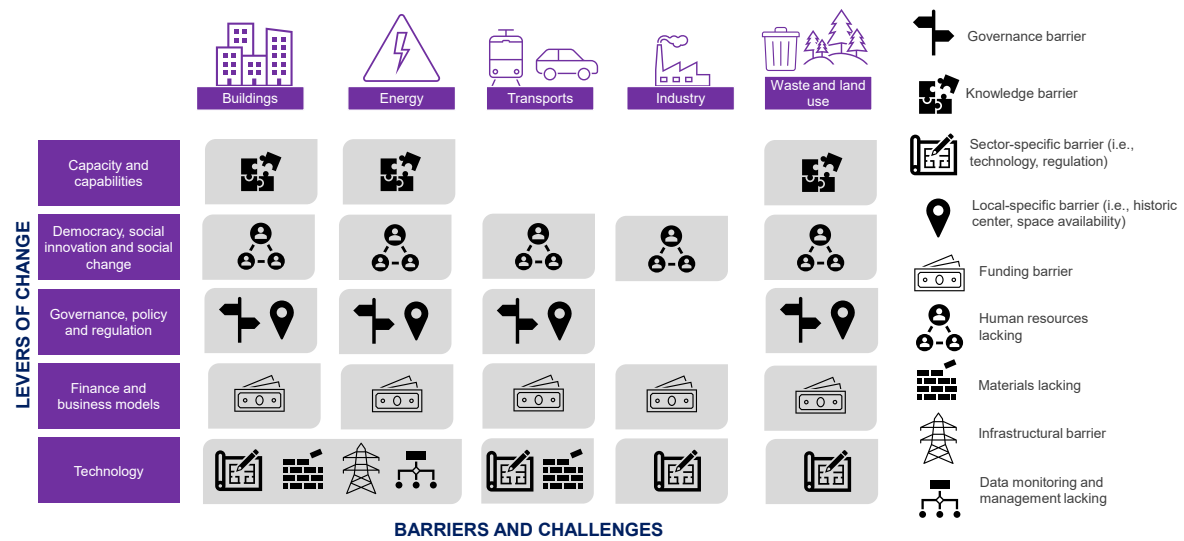 Buildings
Energy
Transports
Industry
Waste and land
use
LEVERS OF CHANGE
Capacity and
capabilities
Democracy, social
innovation and social
change
Governance, policy
and regulation
Finance and
business models
Technology
BARRIERS AND CHALLENGES
Governance barrier
Knowledge barrier
Sector-specific barrier (i.e.,
technology, regulation)
Local-specific barrier (i.e., historic
center, space availability)
Funding barrier
Human resources
lacking
Materials lacking
Infrastructural barrier
Data monitoring and
management lacking